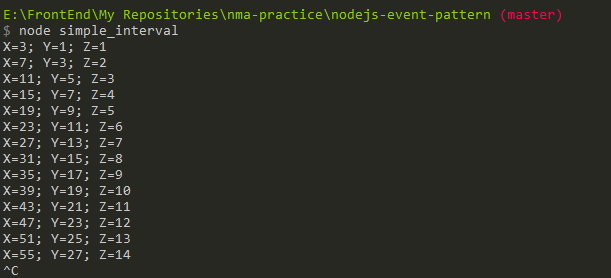 E:\FrontEnd\My Repositories\nma-practice\nodejs-event-pattern (master)
$ node simple_interval
X=3; Y=1; Z=1
X=7; Y=3; Z=2
X=11; Y=5; Z=3
X=15; Y=7; Z=4
X=19; Y=9; Z=5
X=23; Y=11; Z=6
X=27; Y=13; Z=7
X=31; Y=15; Z=8
X=35; Y=17; Z=9
X=39; Y=19; Z=10
X=43; Y=21; Z=11
X=47; Y=23; Z=12
X=51; Y=25; Z=13
X=55; Y=27; Z=14
^C